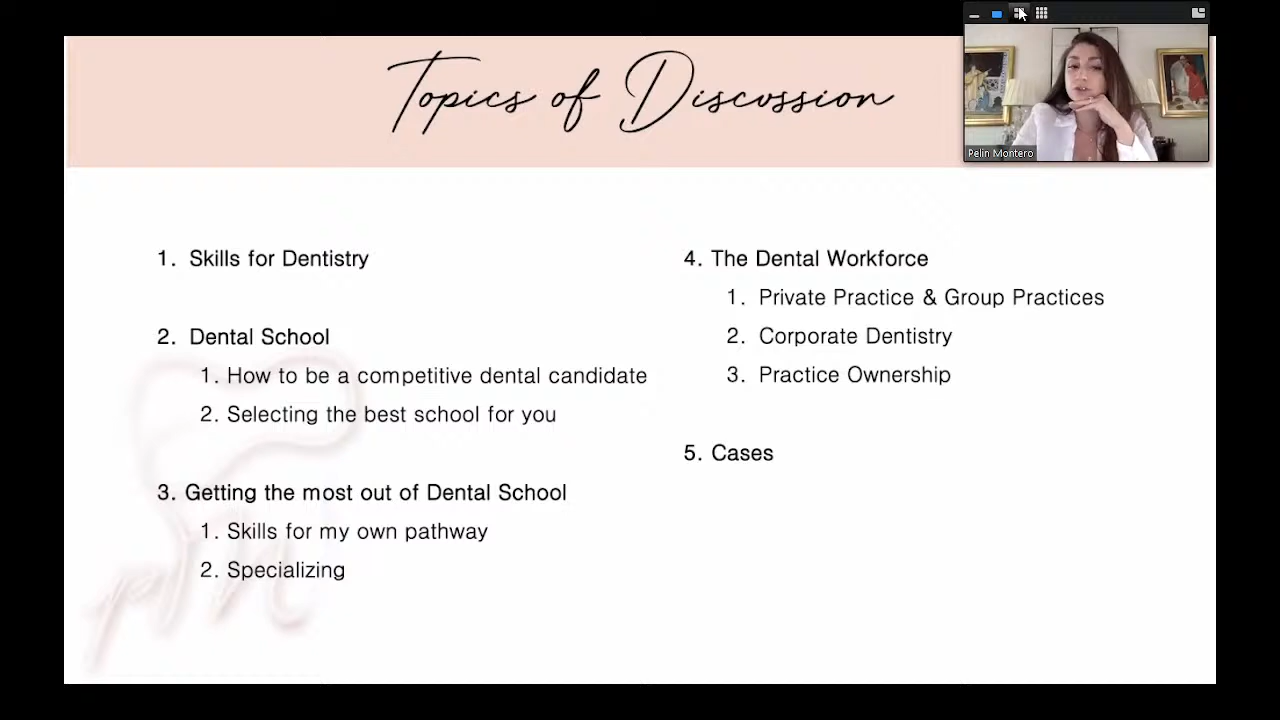 Topics of Discussion
Pelin Montero
1. Skills for Dentistry
2. Dental School
1. How to be a competitive dental candidate
2. Selecting the best school for you
3. Getting the most out of Dental School
1. Skills for my own pathway
2. Specializing
4. The Dental Workforce
1. Private Practice & Group Practices
2. Corporate Dentistry
3. Practice Ownership
5. Cases